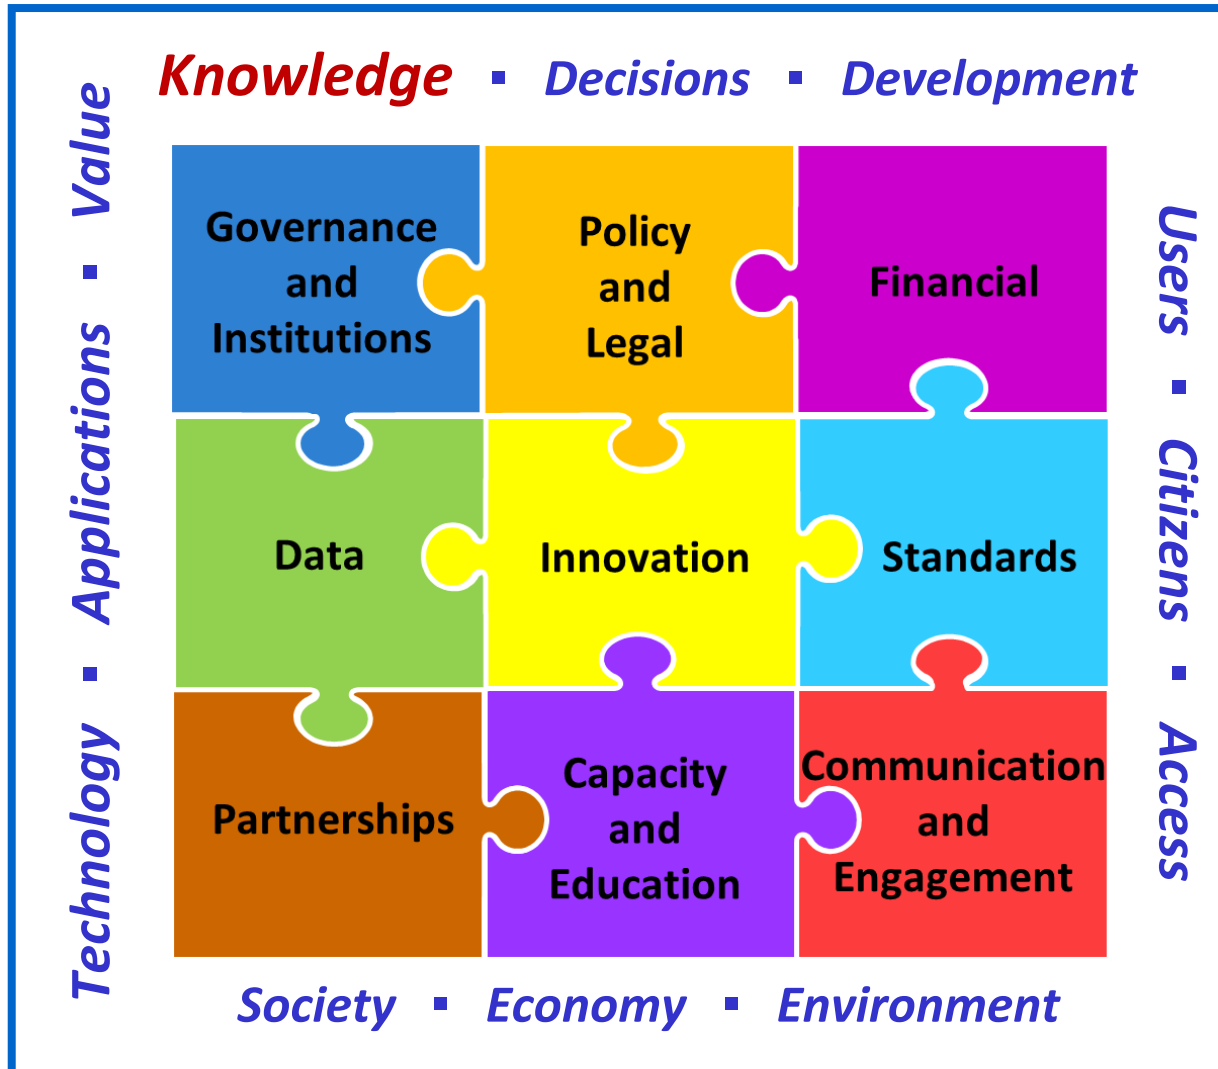 Knowledge ▪ Decisions ▪ Development
Technology ▪ Applications ▪ Value
Governance
and
Institutions
Policy
and
Legal
Financial
Data
Innovation
Standards
Partnerships
Capacity
and
Education
Communication
and
Engagement
Users ▪ Citizens ▪ Access
Society ▪ Economy ▪ Environment